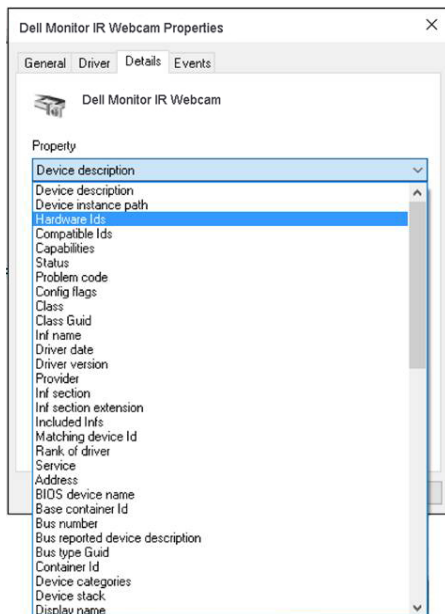 Dell Monitor IR Webcam Properties
General Driver Details Events
Dell Monitor IR Webcam
Property
Device description
Device description
Device instance path
Hardware Ids
Compatible Ids
Capabilities
Status
Problem code
Config flags
Class
Class Guid
Inf name
Driver date
Driver version
Provider
Inf section
Inf section extension
Included Infs
Matching device Id
Rank of driver
Service
Address
BIOS device name
Base container Id
Bus number
Bus reported device description
Bus type Guid
Container Id
Device categories
Device stack
Display name